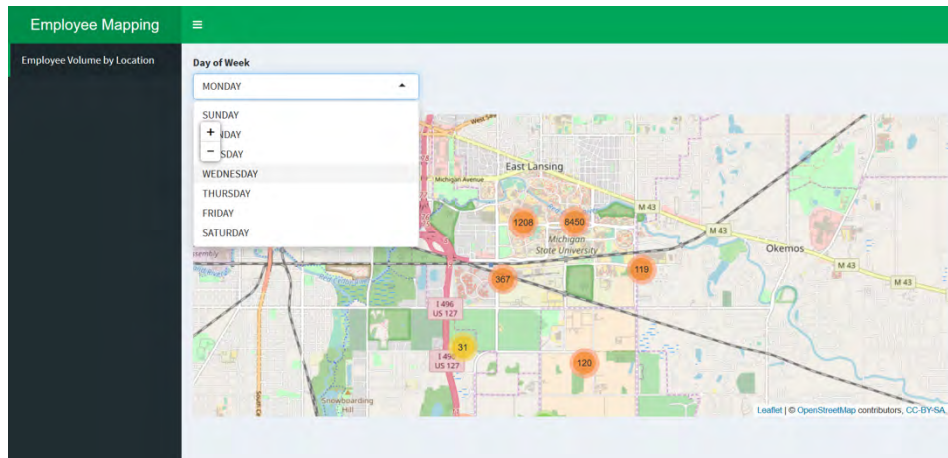 Employee Mapping
Employee Volume by Location
Day of Week
MONDAY
SUNDAY
+
NDAY
SDAY
−
WEDNESDAY
THURSDAY
FRIDAY
SATURDAY
East Lansing
Michigan Avenue
M 43
1208
6450
Michigan
State University
M 43
Okemos
119
M 43
M 43
367
I 496
US 127
31
I 496
US 127
120
Snowboarding
Hill
Leaflet | © OpenStreetMap contributors, CC-BY-SA